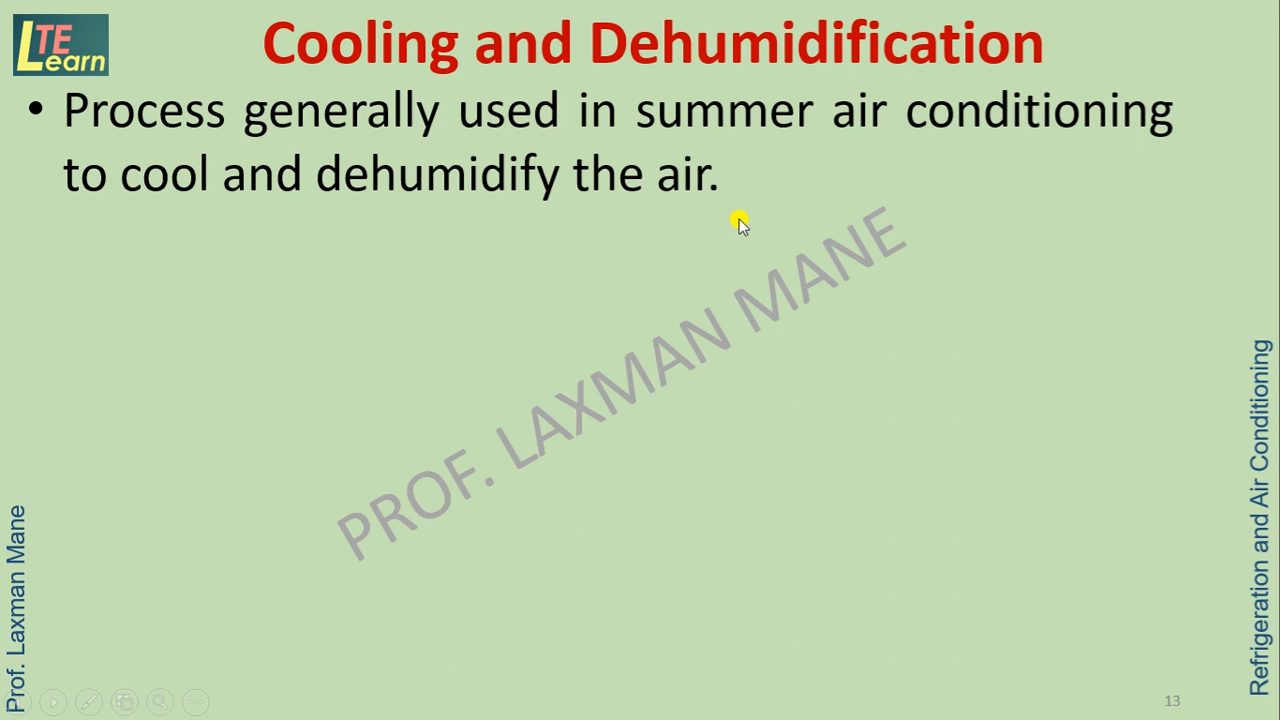 LTE
Learn
Cooling and Dehumidification
• Process generally used in summer air conditioning
to cool and dehumidify the air.
PROF. LAXMAN MANE
Prof. Laxman Mane
Refrigeration and Air Conditioning
13